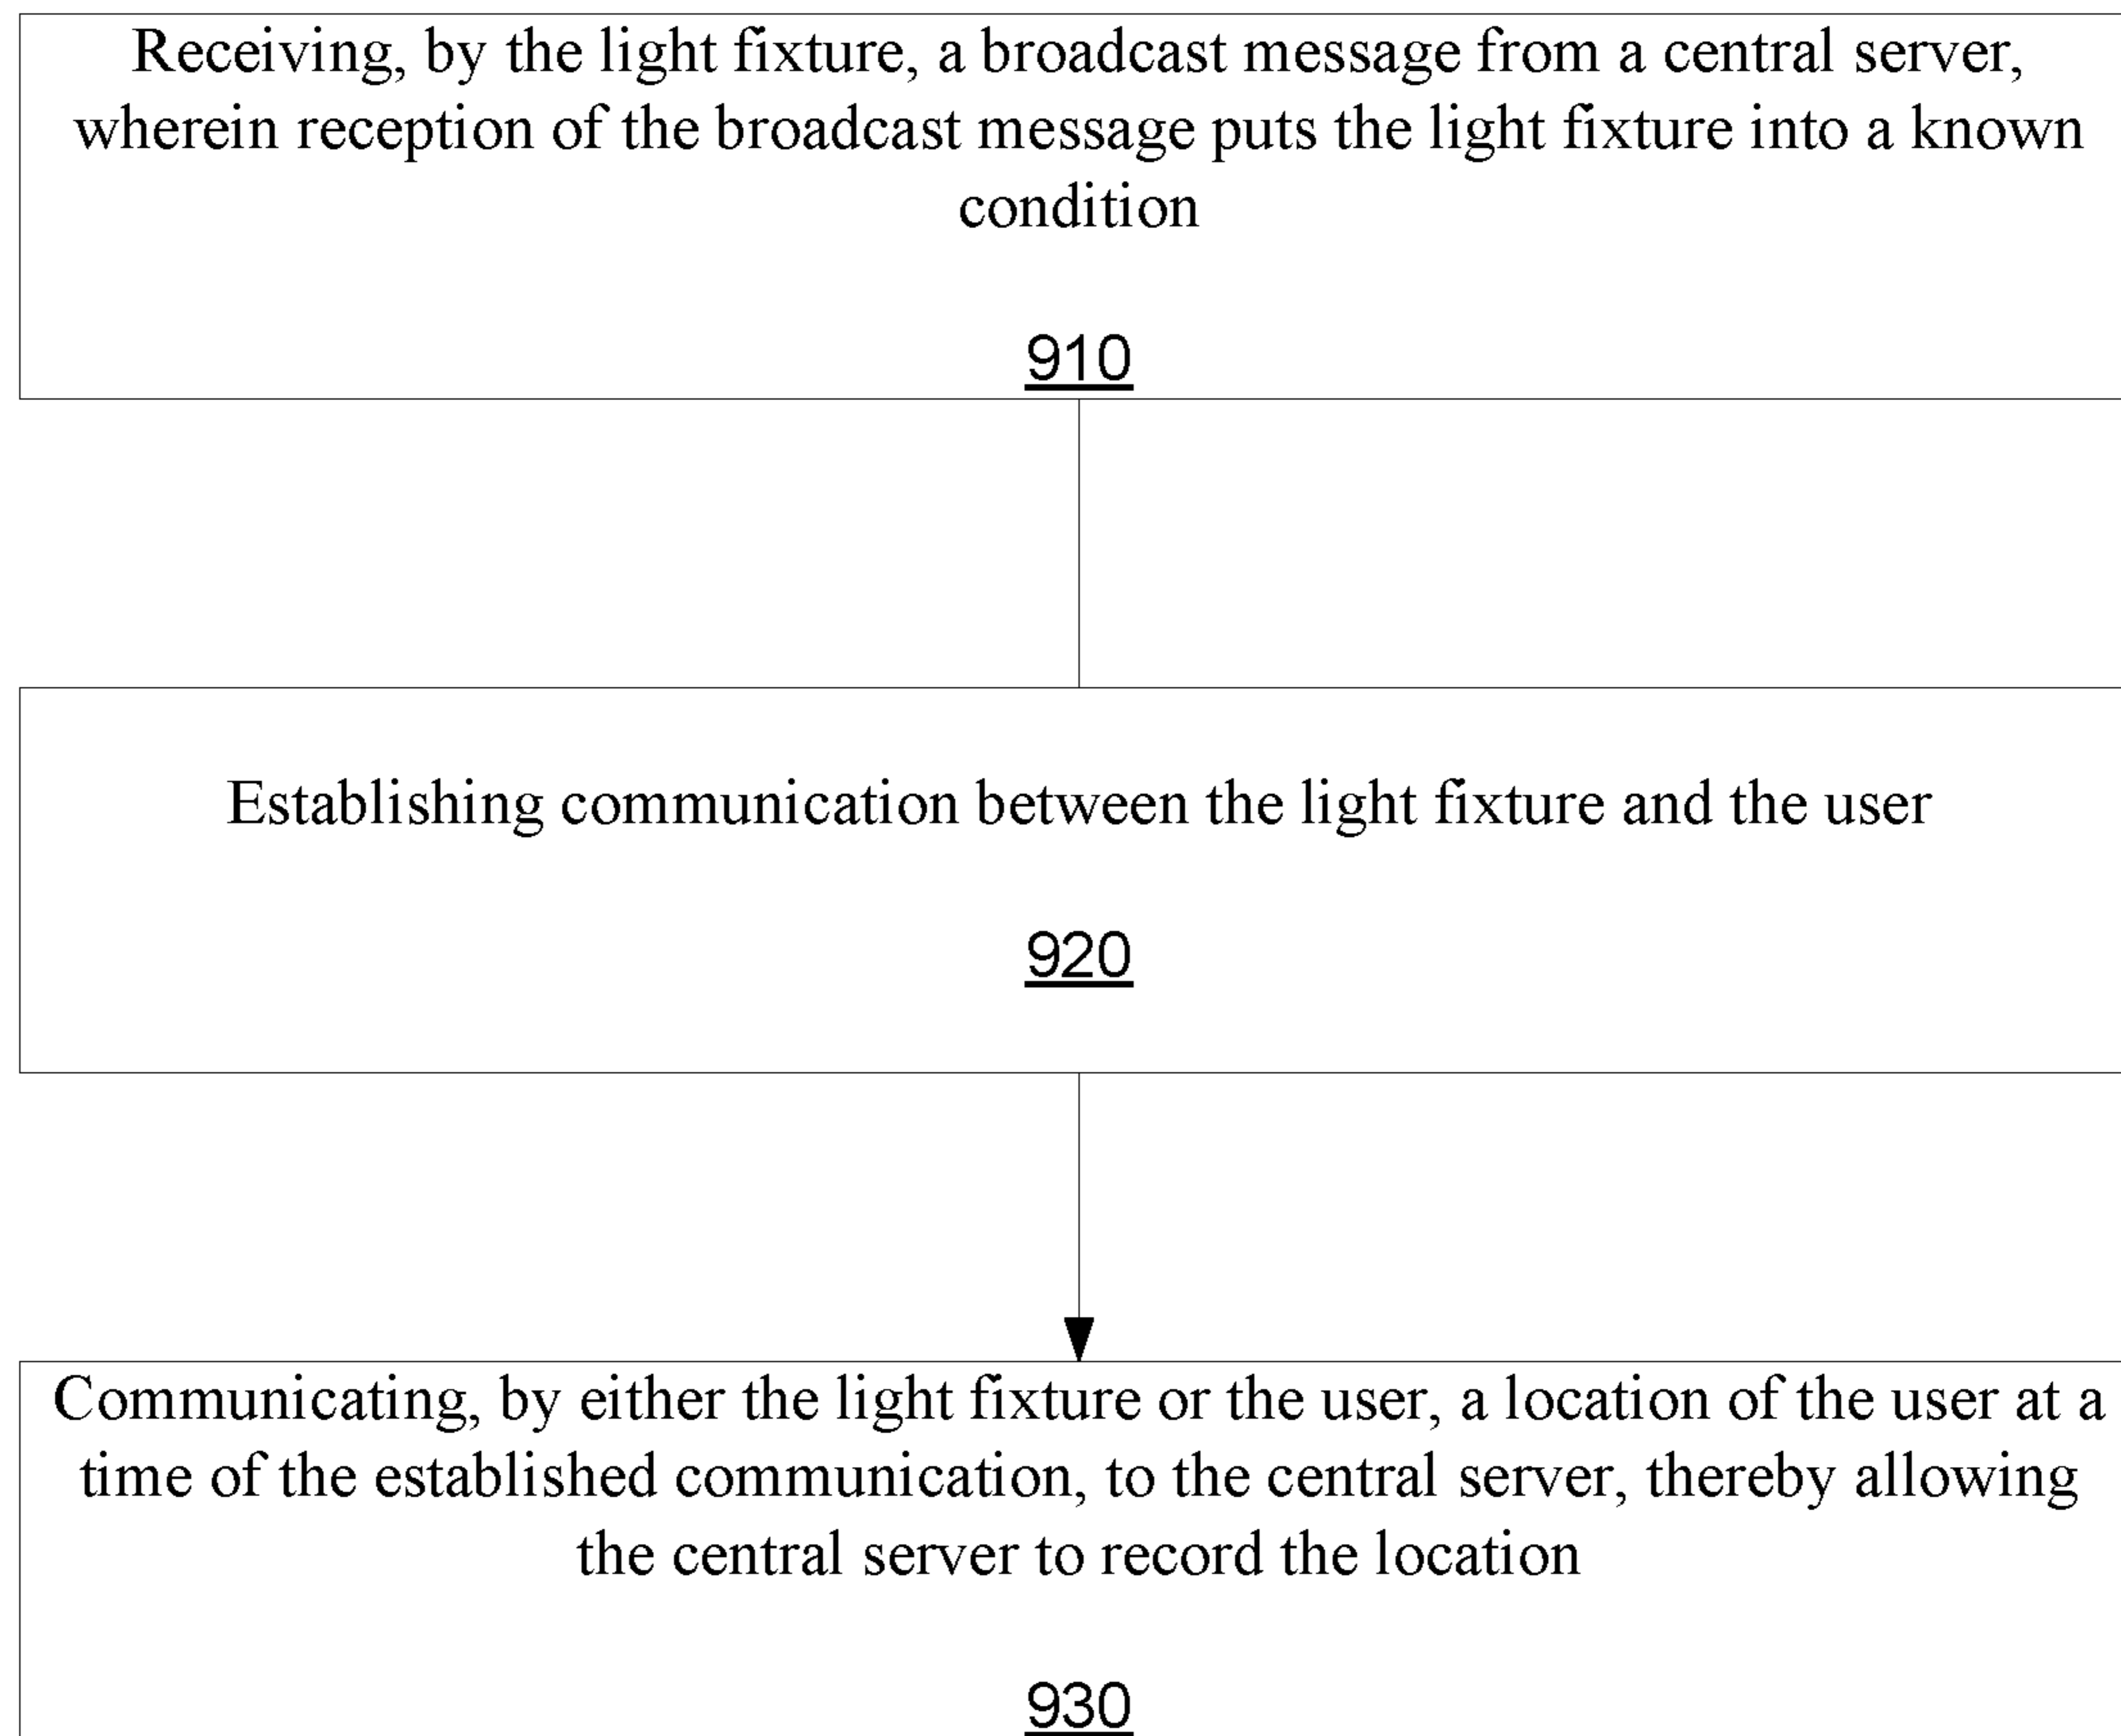 Receiving, by the light fixture, a broadcast message from a central server,
wherein reception of the broadcast message puts the light fixture into a known
condition
910
Establishing communication between the light fixture and the user
920
Communicating, by either the light fixture or the user, a location of the user at a
time of the established communication, to the central server, thereby allowing
the central server to record the location
930